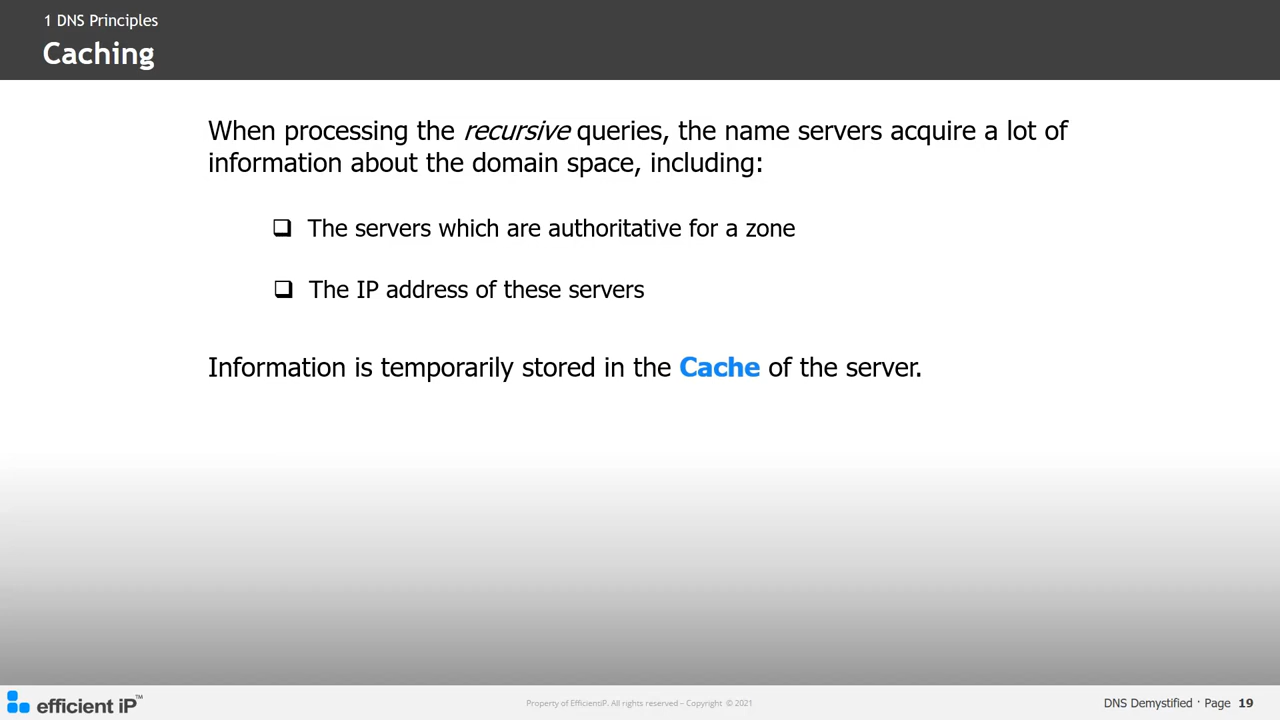 1 DNS Principles
Caching
When processing the recursive queries, the name servers acquire a lot of
information about the domain space, including:
❑ The servers which are authoritative for a zone
❑ The IP address of these servers
Information is temporarily stored in the Cache of the server.
efficient iP™
Property of EfficientiP. All rights reserved – Copyright © 2021
DNS Demystified · Page 19